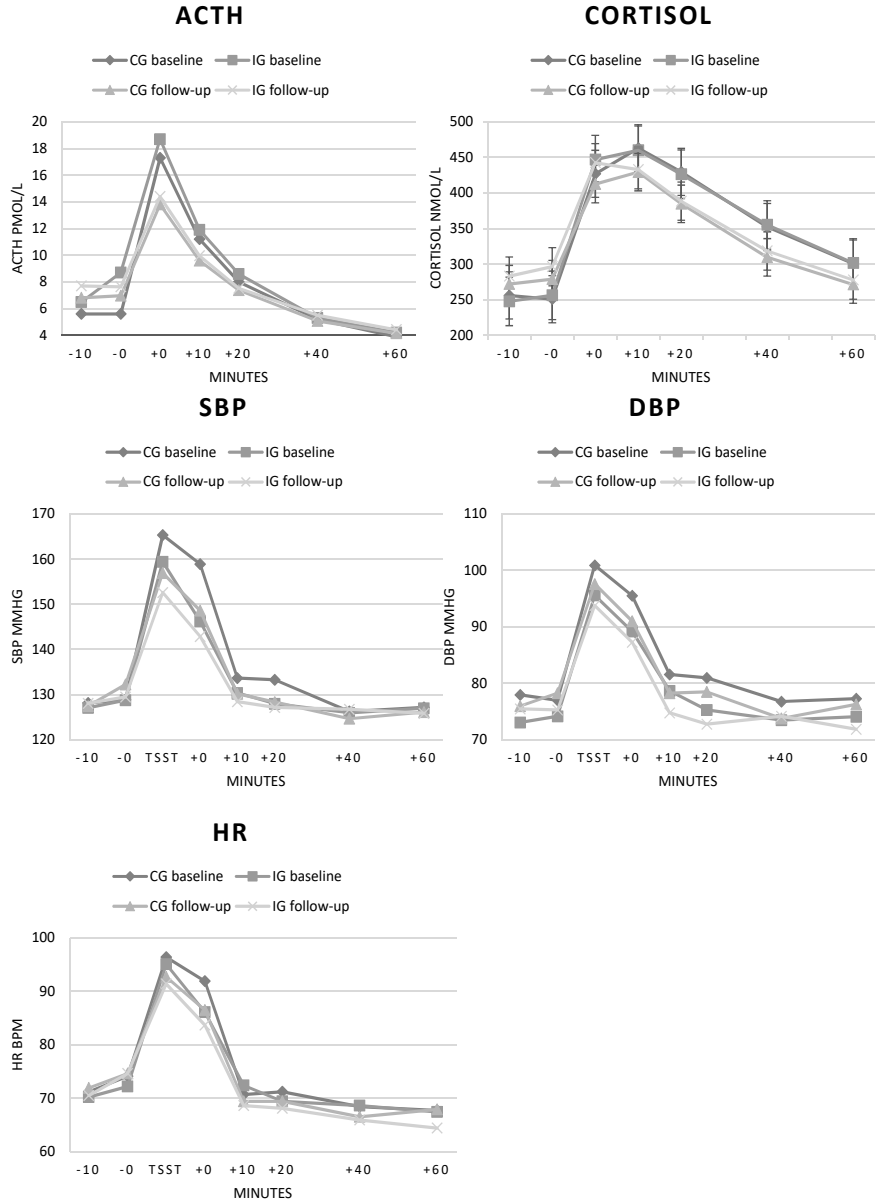 ACTH
CG baseline IG baseline
CG follow-up IG follow-up
ACTH PMOL/L
20
18
16
14
12
10
8
6
4
-10 -0 +0 +10 +20 +40 +60
MINUTES
CORTISOL
CG baseline IG baseline
CG follow-up IG follow-up
CORTISOL NMOL/L
500
450
400
350
300
250
200
-10 -0 +0 +10 +20 +40 +60
MINUTES
SBP
CG baseline IG baseline
CG follow-up IG follow-up
SBP MMHG
170
160
150
140
130
120
-10 -0 TSST +0 +10 +20 +40 +60
MINUTES
DBP
CG baseline IG baseline
CG follow-up IG follow-up
DBP MMHG
110
100
90
80
70
-10 -0 TSST +0 +10 +20 +40 +60
MINUTES
HR
CG baseline IG baseline
CG follow-up IG follow-up
HR BPM
100
90
80
70
60
-10 -0 TSST +0 +10 +20 +40 +60
MINUTES